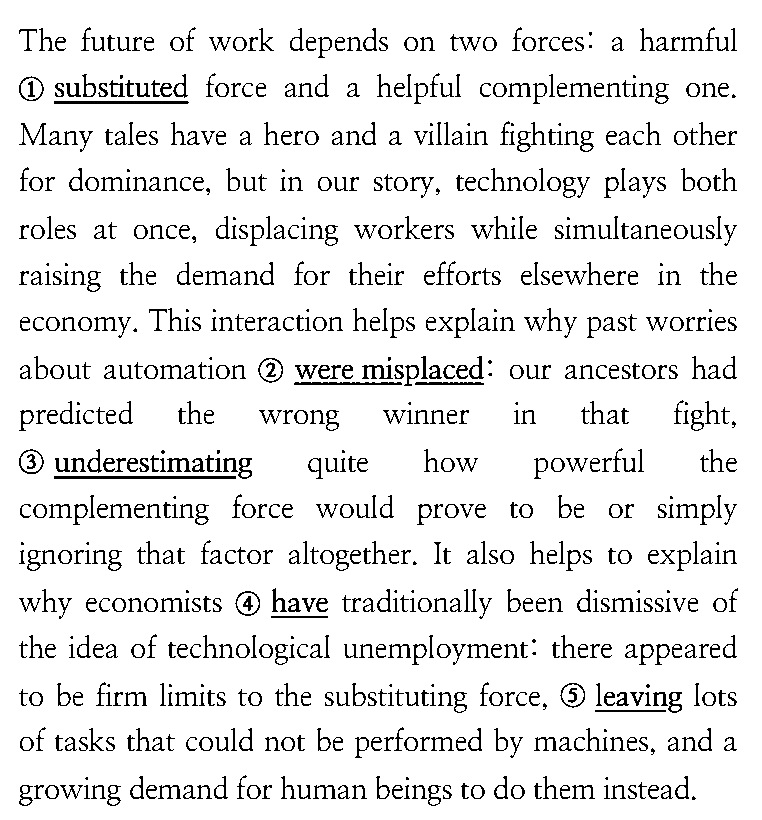 The future of work depends on two forces: a harmful
① substituted force and a helpful complementing one.
Many tales have a hero and a villain fighting each other
for dominance, but in our story, technology plays both
roles at once, displacing workers while simultaneously
raising the demand for their efforts elsewhere in the
economy. This interaction helps explain why past worries
about automation ② were misplaced: our ancestors had
predicted the wrong winner in that fight,
③ underestimating quite how powerful the
complementing force would prove to be or simply
ignoring that factor altogether. It also helps to explain
why economists ④ have traditionally been dismissive of
the idea of technological unemployment: there appeared
to be firm limits to the substituting force, ⑤ leaving lots
of tasks that could not be performed by machines, and a
growing demand for human beings to do them instead.